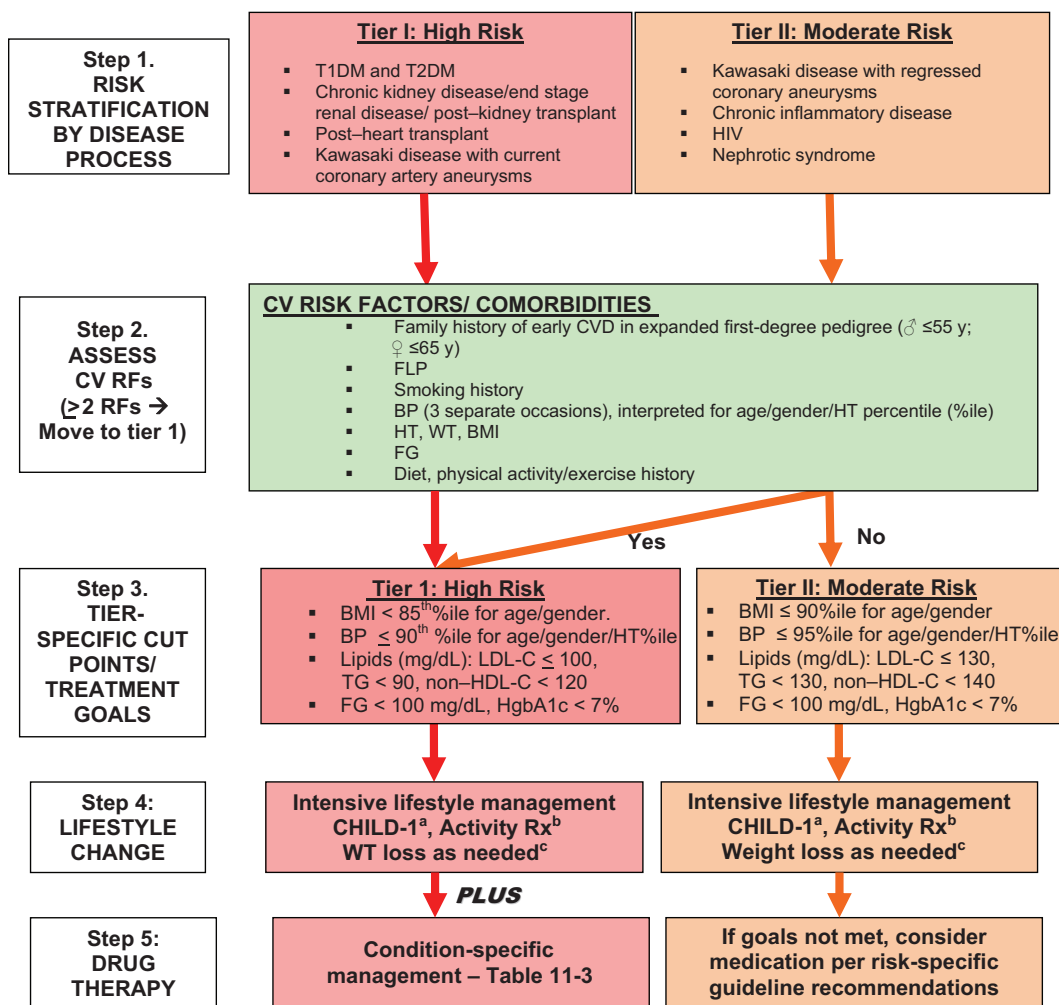 Step 1.
RISK
STRATIFICATION
BY DISEASE
PROCESS
Tier I: High Risk
▪ T1DM and T2DM
▪ Chronic kidney disease/end stage
renal disease/ post–kidney transplant
▪ Post–heart transplant
▪ Kawasaki disease with current
coronary artery aneurysms
Tier II: Moderate Risk
▪ Kawasaki disease with regressed
coronary aneurysms
▪ Chronic inflammatory disease
▪ HIV
▪ Nephrotic syndrome
Step 2.
ASSESS
CV RFs
(≥2 RFs →
Move to tier 1)
CV RISK FACTORS/ COMORBIDITIES
▪ Family history of early CVD in expanded first-degree pedigree (♂ ≤55 y;
♀ ≤65 y)
▪ FLP
▪ Smoking history
▪ BP (3 separate occasions), interpreted for age/gender/HT percentile (%ile)
▪ HT, WT, BMI
▪ FG
▪ Diet, physical activity/exercise history
Yes
No
Step 3.
TIER-
SPECIFIC CUT
POINTS/
TREATMENT
GOALS
Tier 1: High Risk
▪ BMI < 85th%ile for age/gender.
▪ BP ≤ 90th %ile for age/gender/HT%ile
▪ Lipids (mg/dL): LDL-C ≤ 100,
TG < 90, non–HDL-C < 120
▪ FG < 100 mg/dL, HgbA1c < 7%
Tier II: Moderate Risk
▪ BMI ≤ 90%ile for age/gender
▪ BP ≤ 95%ile for age/gender/HT%ile
▪ Lipids (mg/dL): LDL-C ≤ 130,
TG < 130, non–HDL-C < 140
▪ FG < 100 mg/dL, HgbA1c < 7%
Step 4:
LIFESTYLE
CHANGE
Intensive lifestyle management
CHILD-1a, Activity Rxb
WT loss as neededc
Intensive lifestyle management
CHILD-1a, Activity Rxb
Weight loss as neededc
PLUS
Step 5:
DRUG
THERAPY
Condition-specific
management – Table 11-3
If goals not met, consider
medication per risk-specific
guideline recommendations